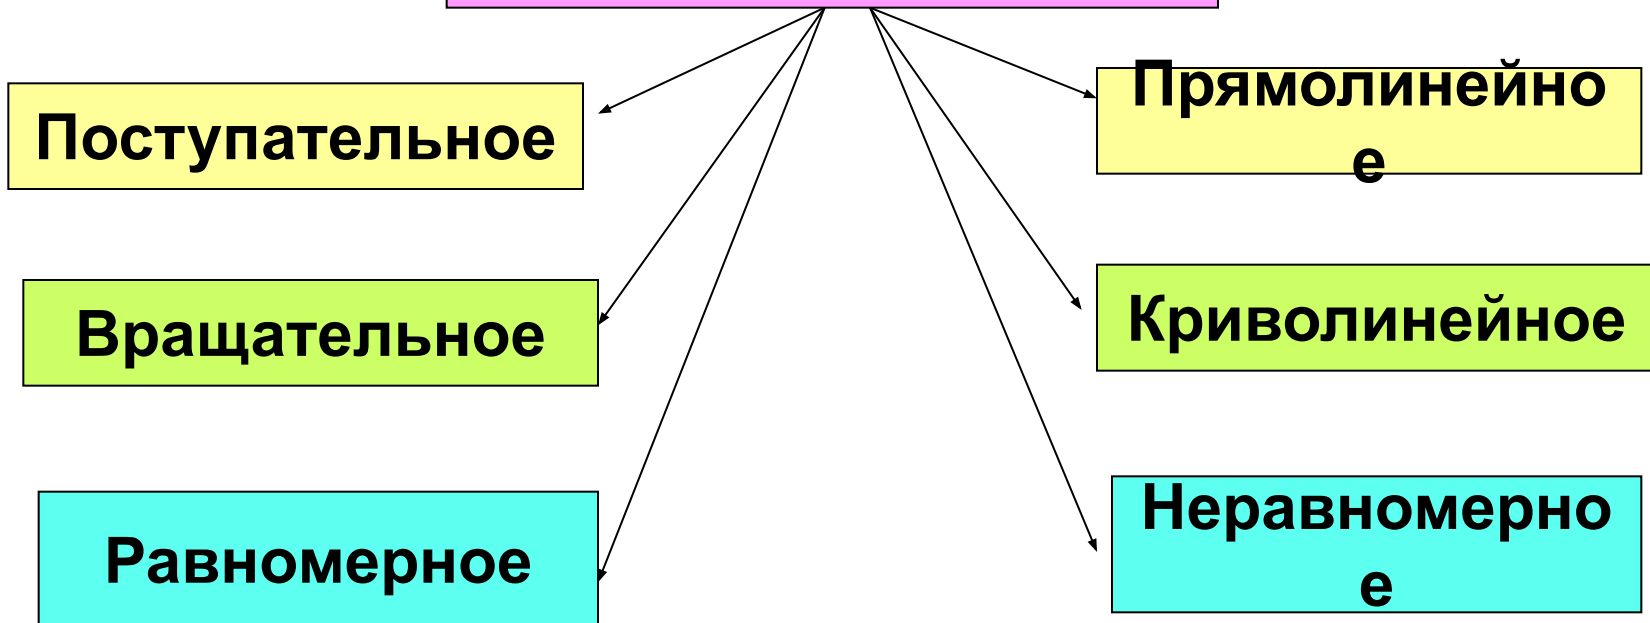 Поступательное
Прямолинейно
е
Вращательное
Криволинейное
Равномерное
Неравномерно
е